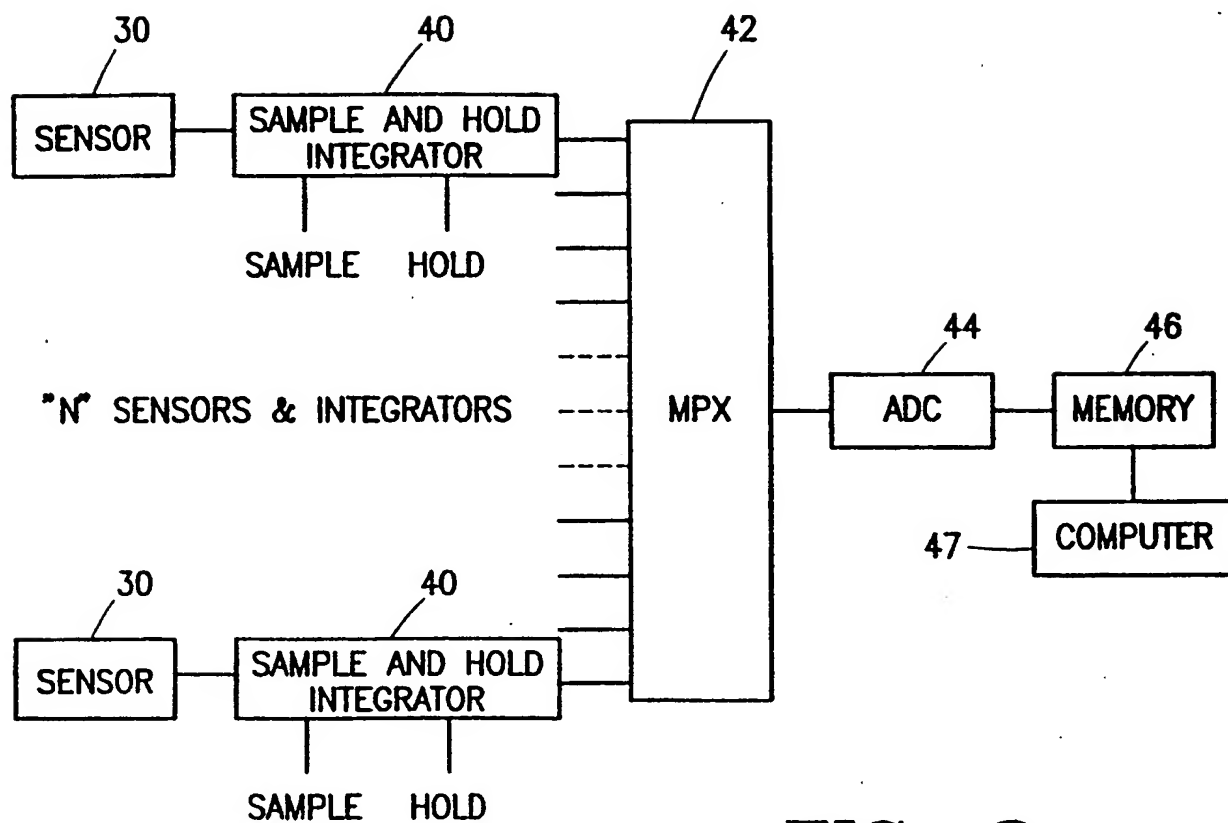 30
40
42
SENSOR
SAMPLE AND HOLD
INTEGRATOR
SAMPLE HOLD
44
46
"N" SENSORS & INTEGRATORS
MPX
ADC
MEMORY
47
COMPUTER
30
40
SENSOR
SAMPLE AND HOLD
INTEGRATOR
SAMPLE HOLD